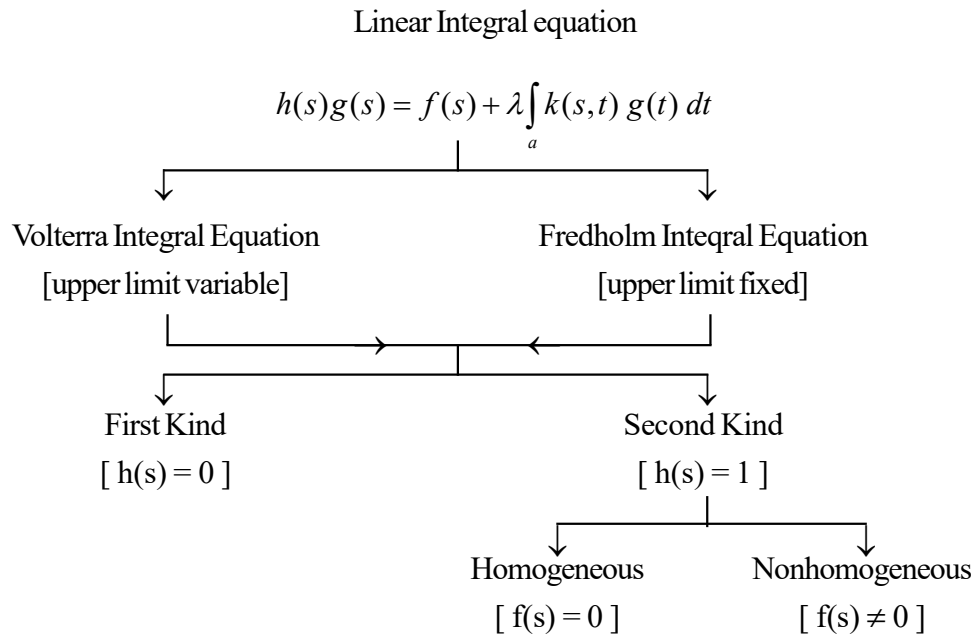 Linear Integral equation
h(s)g(s) = f(s) + λ∫ₐ k(s,t) g(t) dt
Volterra Integral Equation Fredholm Inteqral Equation
[upper limit variable] [upper limit fixed]
First Kind Second Kind
[ h(s) = 0 ] [ h(s) = 1 ]
Homogeneous Nonhomogeneous
[ f(s) = 0 ] [ f(s) ≠ 0 ]